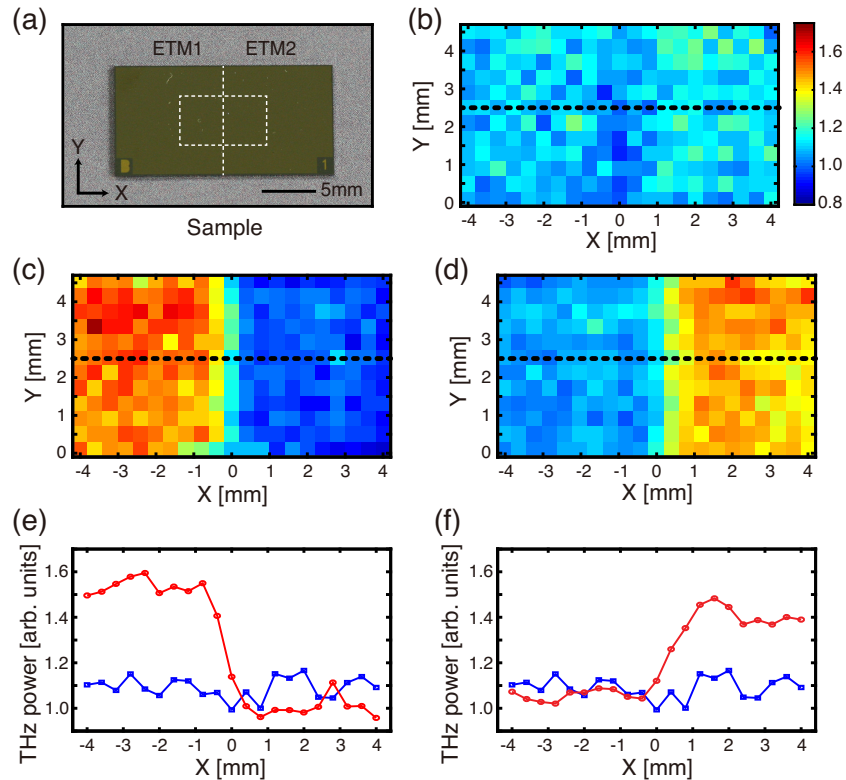 (a)
ETM1 ETM2
Y
X
B
1
5mm
Sample
(b)
Y [mm]
4
3
2
1
0
-4 -3 -2 -1 0 1 2 3 4
X [mm]
1.6
1.4
1.2
1.0
0.8
(c)
Y [mm]
4
3
2
1
0
-4 -3 -2 -1 0 1 2 3 4
X [mm]
(d)
Y [mm]
4
3
2
1
0
-4 -3 -2 -1 0 1 2 3 4
X [mm]
(e)
THz power [arb. units]
1.6
1.4
1.2
1.0
-4 -3 -2 -1 0 1 2 3 4
X [mm]
(f)
THz power [arb. units]
1.6
1.4
1.2
1.0
-4 -3 -2 -1 0 1 2 3 4
X [mm]